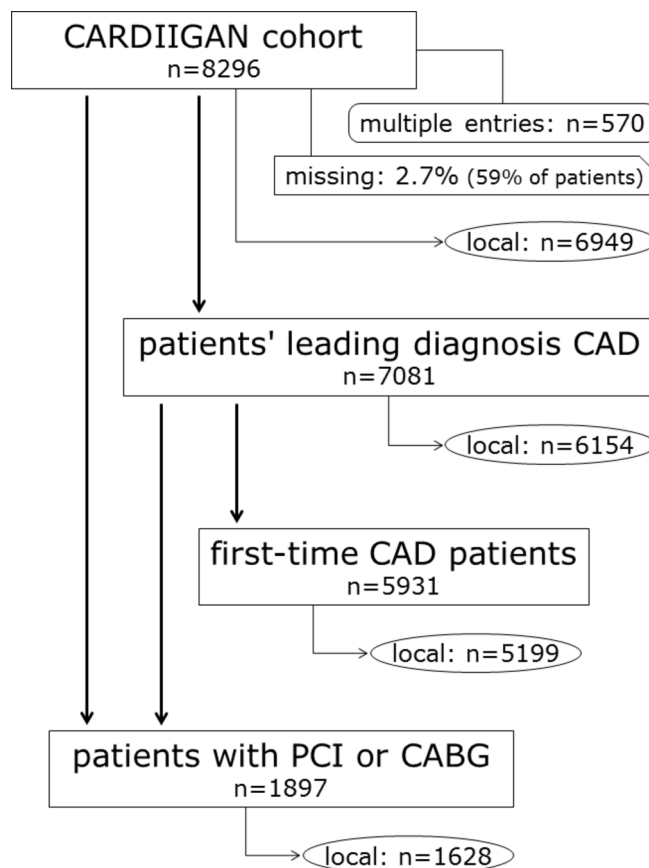 CARDIIGAN cohort
n=8296
multiple entries: n=570
missing: 2.7% (59% of patients)
local: n=6949
patients' leading diagnosis CAD
n=7081
local: n=6154
first-time CAD patients
n=5931
local: n=5199
patients with PCI or CABG
n=1897
local: n=1628